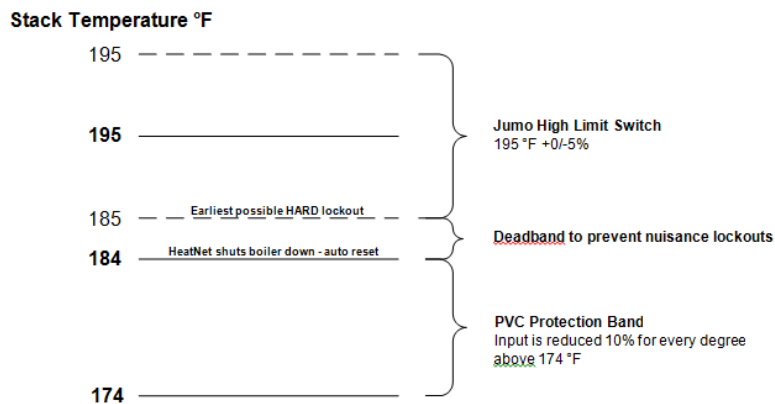 Stack Temperature ºF
195
195
Jumo High Limit Switch
195 ºF +0/-5%
Earliest possible HARD lockout
185
Deadband to prevent nuisance lockouts
HeatNet shuts boiler down - auto reset
184
PVC Protection Band
Input is reduced 10% for every degree
above 174 ºF
174